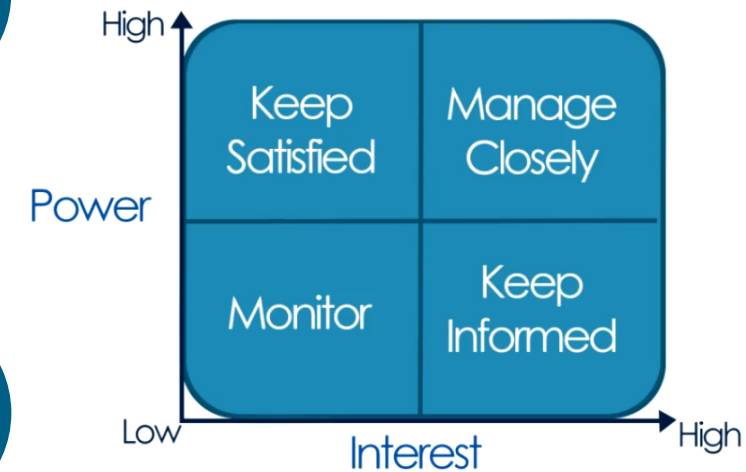 High
Keep
Satisfied
Manage
Closely
Power
Monitor
Keep
Informed
Low
Interest
High